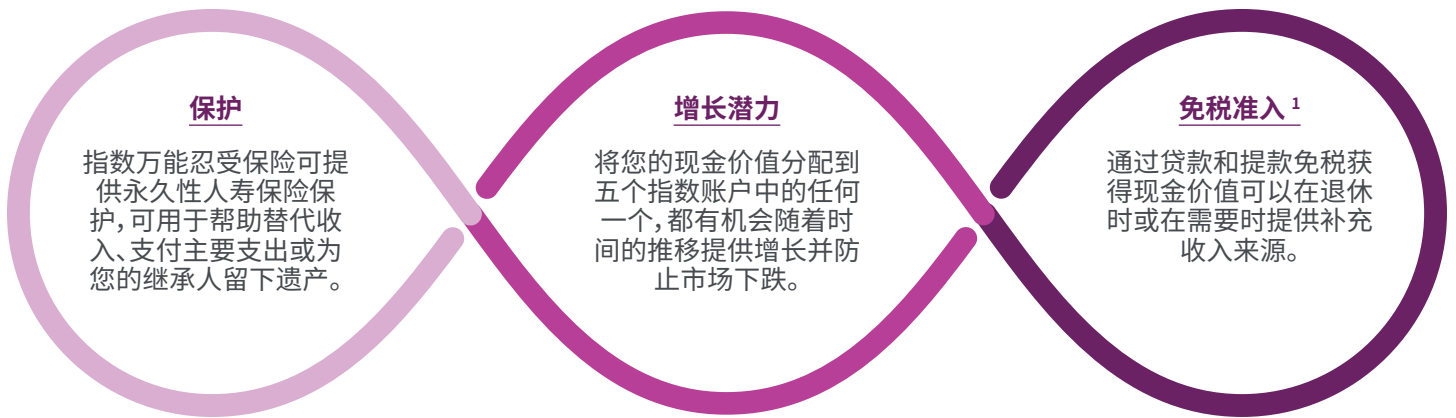 保护
指数万能忍受保险可提
供永久性人寿保险保
护，可用于帮助替代收
入、支付主要支出或为
您的继承人留下遗产。
增长潜力
将您的现金价值分配到
五个指数账户中的任何
一个，都有机会随着时
间的推移提供增长并防
止市场下跌。
免税准入 1
通过贷款和提款免税获
得现金价值可以在退休
时或在需要时提供补充
收入来源。